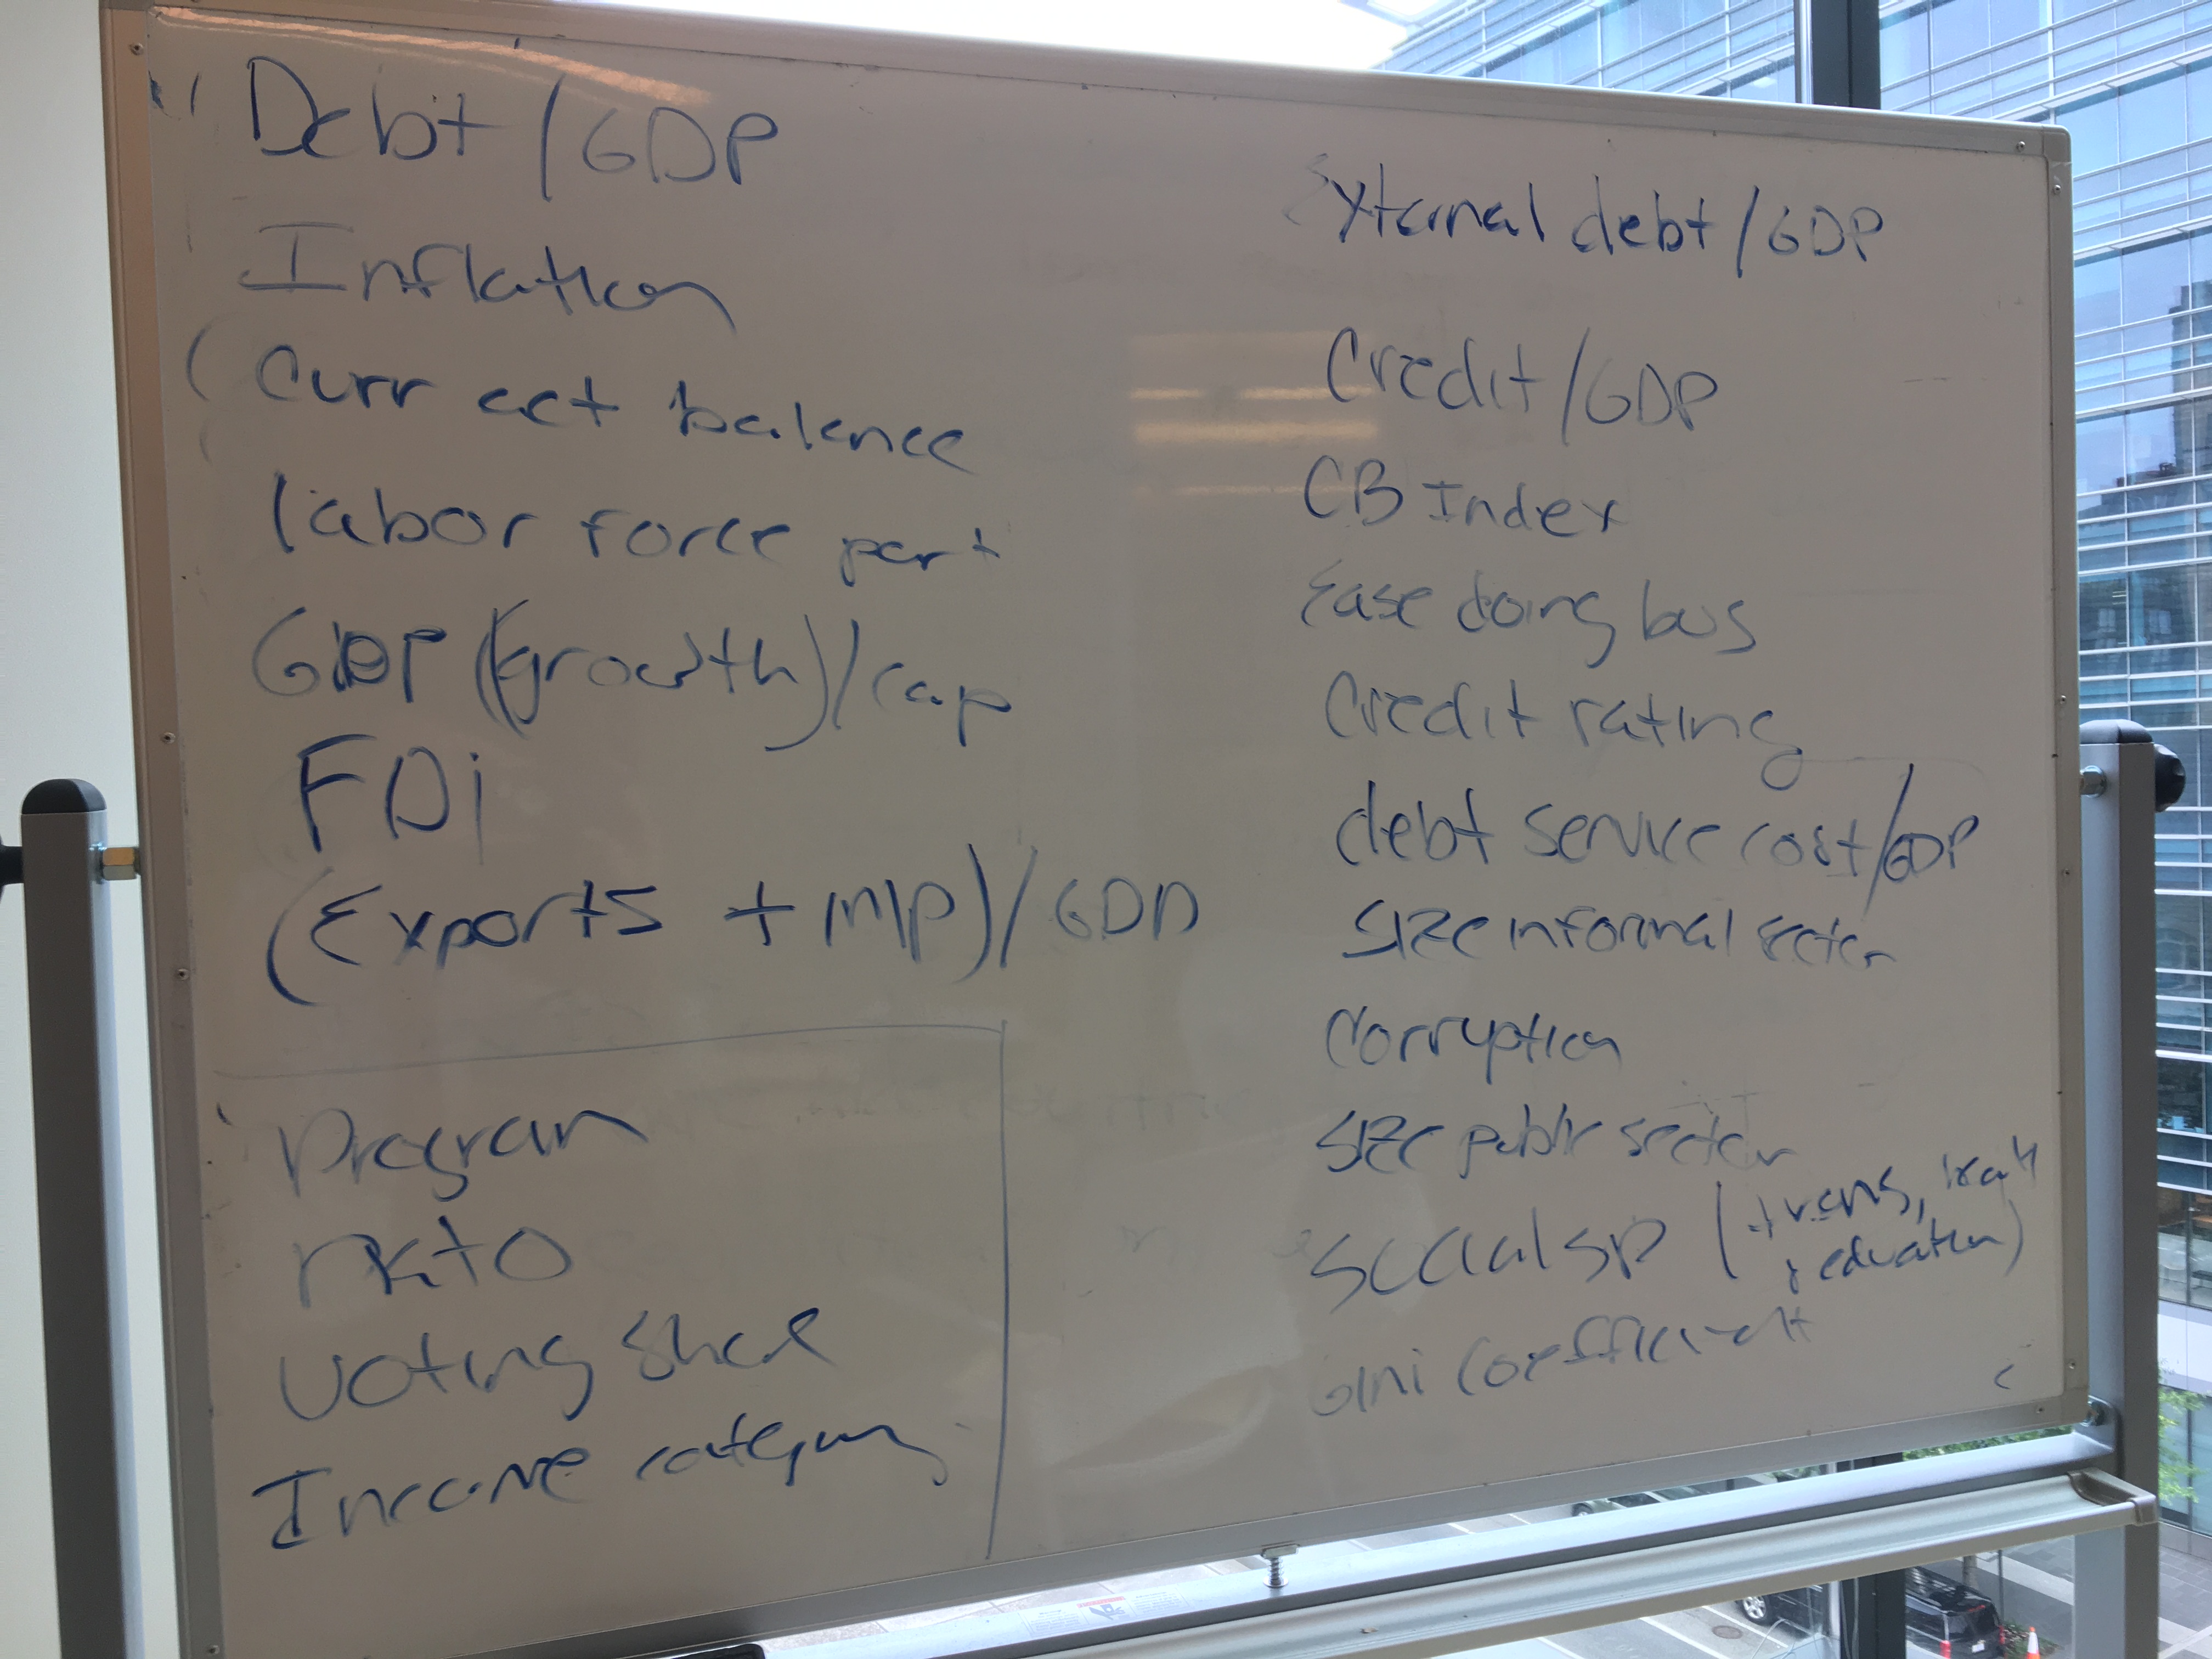 Debt/GDP
Inflation
Curr act balance
labor force part
GDP (growth)/cap
FDi
(Exports + imp)/GDP
Program
Voting share
Income category
External debt/GDP
Credit/GDP
CB Index
Ease doing bus
Credit rating
debt service cost/GDP
size informal sector
Corruption
size public sector
social sp (trans, healt
& education)
Gini Coefficient